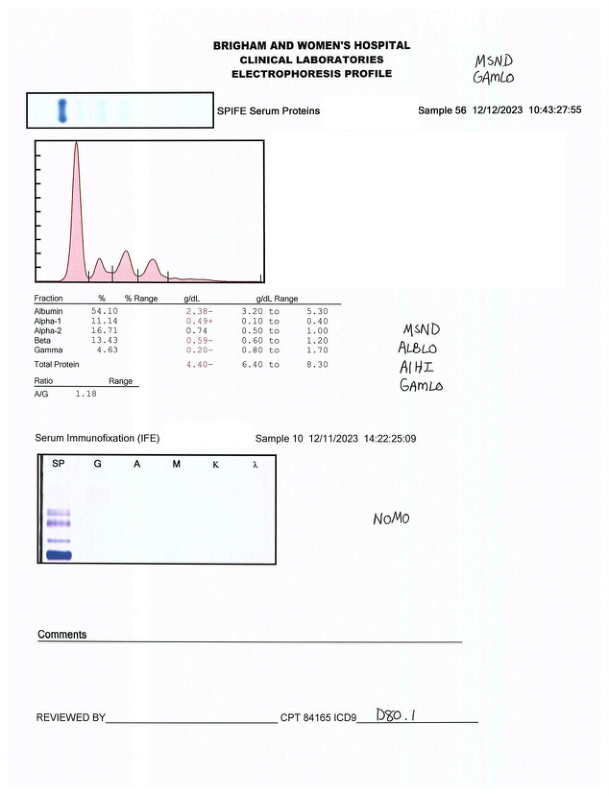 BRIGHAM AND WOMEN'S HOSPITAL
CLINICAL LABORATORIES
ELECTROPHORESIS PROFILE
MSND
GAMLO
SPIFE Serum Proteins Sample 56 12/12/2023 10:43:27:55
Fraction % % Range g/dL g/dL Range
Albumin 54.10 2.38- 3.20 to 5.30
Alpha-1 11.14 0.49+ 0.10 to 0.40
Alpha-2 16.71 0.74 0.50 to 1.00
Beta 13.43 0.59- 0.60 to 1.20
Gamma 4.63 0.20- 0.80 to 1.70
Total Protein 4.40- 6.40 to 8.30
MSND
ALBLO
A1HI
GAMLO
Ratio Range
A/G 1.18
Serum Immunofixation (IFE) Sample 10 12/11/2023 14:22:25:09
SP G A M K λ
NOMO
Comments
REVIEWED BY CPT 84165 ICD9 D80.1